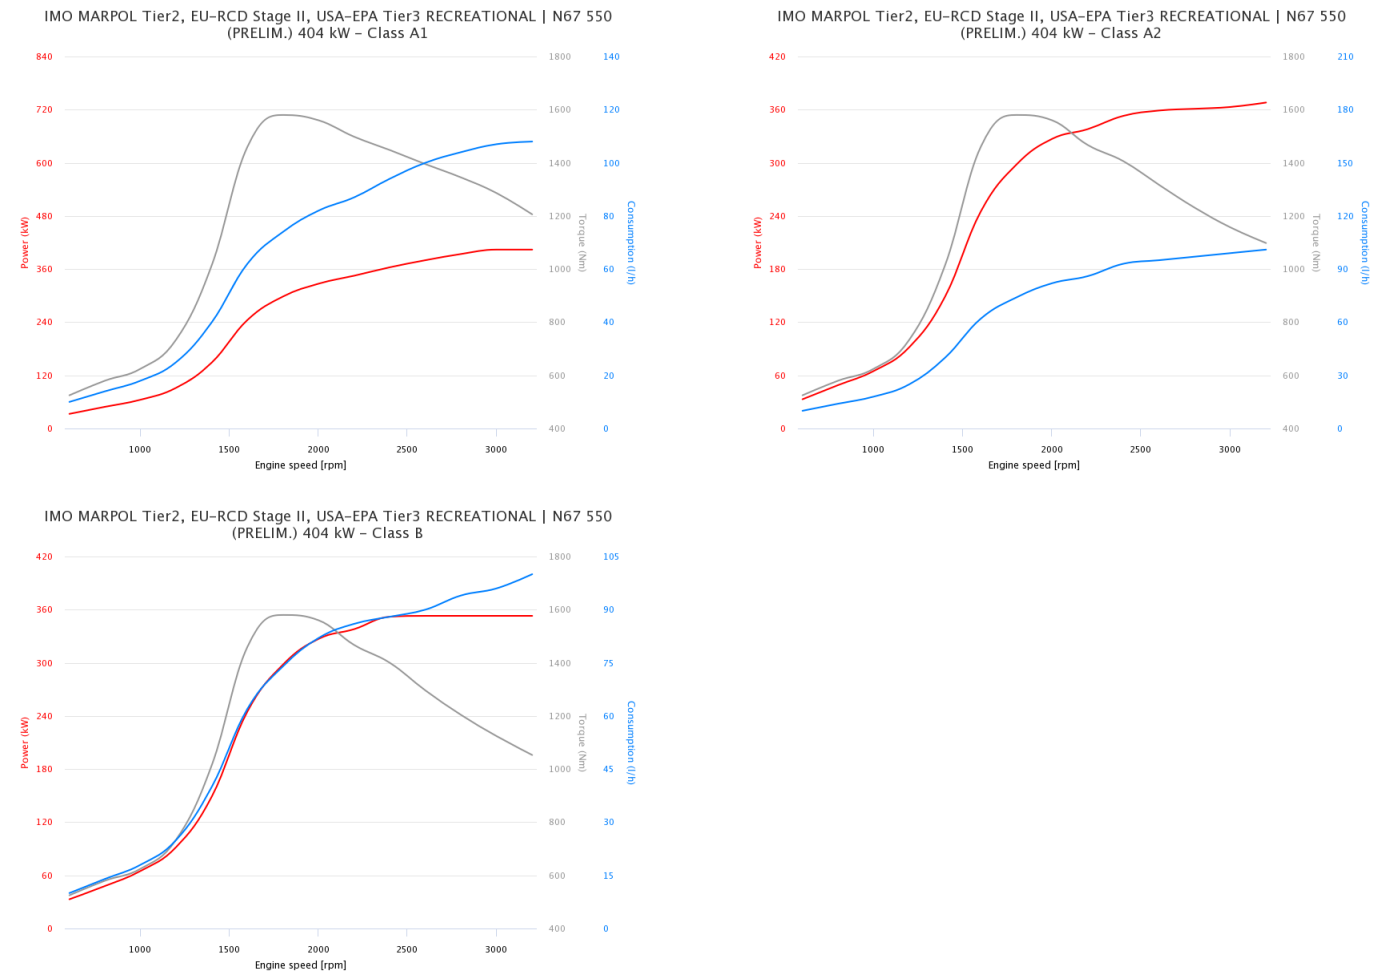 IMO MARPOL Tier2, EU-RCD Stage II, USA-EPA Tier3 RECREATIONAL | N67 550
(PRELIM.) 404 kW - Class A1
840 1800 140
720 1600 120
600 1400 100
480 1200 80
360 1000 60
240 800 40
120 600 20
0 400 0
Power (kW)
Torque (Nm)
Consumption (l/h)
1000 1500 2000 2500 3000
Engine speed [rpm]
IMO MARPOL Tier2, EU-RCD Stage II, USA-EPA Tier3 RECREATIONAL | N67 550
(PRELIM.) 404 kW - Class A2
420 1800 210
360 1600 180
300 1400 150
240 1200 120
180 1000 90
120 800 60
60 600 30
0 400 0
Power (kW)
Torque (Nm)
Consumption (l/h)
1000 1500 2000 2500 3000
Engine speed [rpm]
IMO MARPOL Tier2, EU-RCD Stage II, USA-EPA Tier3 RECREATIONAL | N67 550
(PRELIM.) 404 kW - Class B
420 1800 105
360 1600 90
300 1400 75
240 1200 60
180 1000 45
120 800 30
60 600 15
0 400 0
Power (kW)
Torque (Nm)
Consumption (l/h)
1000 1500 2000 2500 3000
Engine speed [rpm]